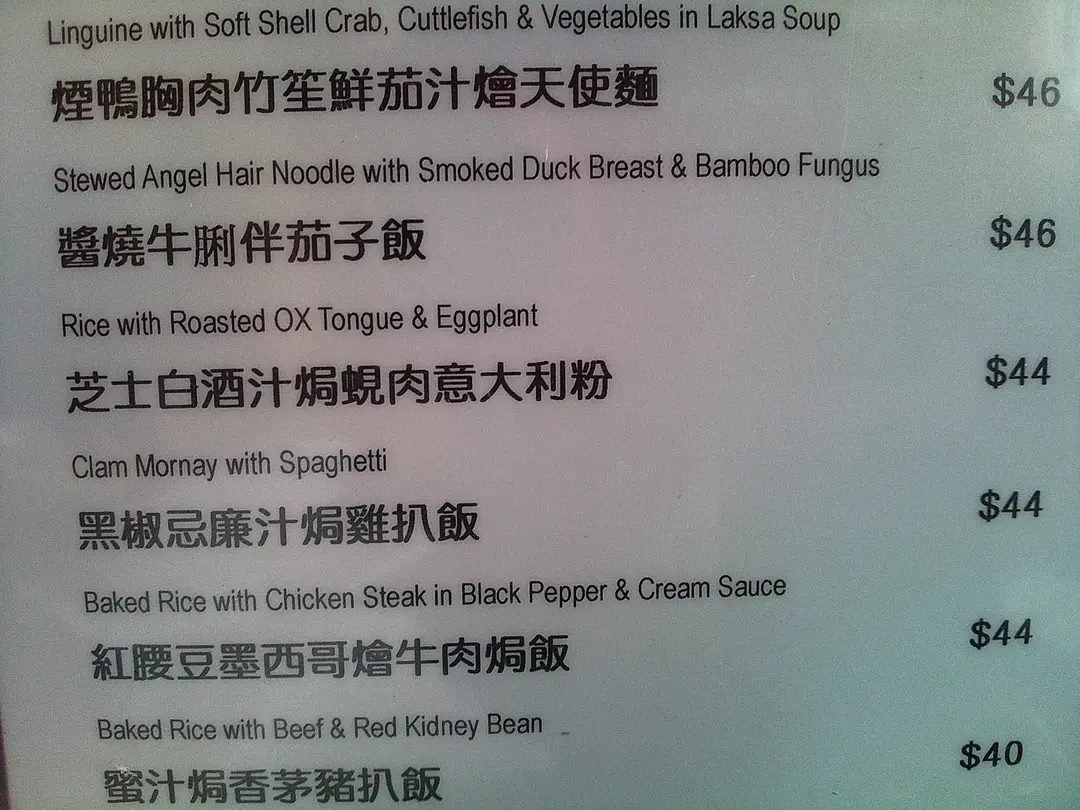 Linguine with Soft Shell Crab, Cuttlefish & Vegetables in Laksa Soup
煙鴨胸肉竹笙鮮茄汁燴天使麵 $46
Stewed Angel Hair Noodle with Smoked Duck Breast & Bamboo Fungus
醬燒牛脷伴茄子飯 $46
Rice with Roasted OX Tongue & Eggplant
芝士白酒汁焗蜆肉意大利粉 $44
Clam Mornay with Spaghetti
黑椒忌廉汁焗雞扒飯 $44
Baked Rice with Chicken Steak in Black Pepper & Cream Sauce
紅腰豆墨西哥燴牛肉焗飯 $44
Baked Rice with Beef & Red Kidney Bean
蜜汁焗香茅豬扒飯 $40